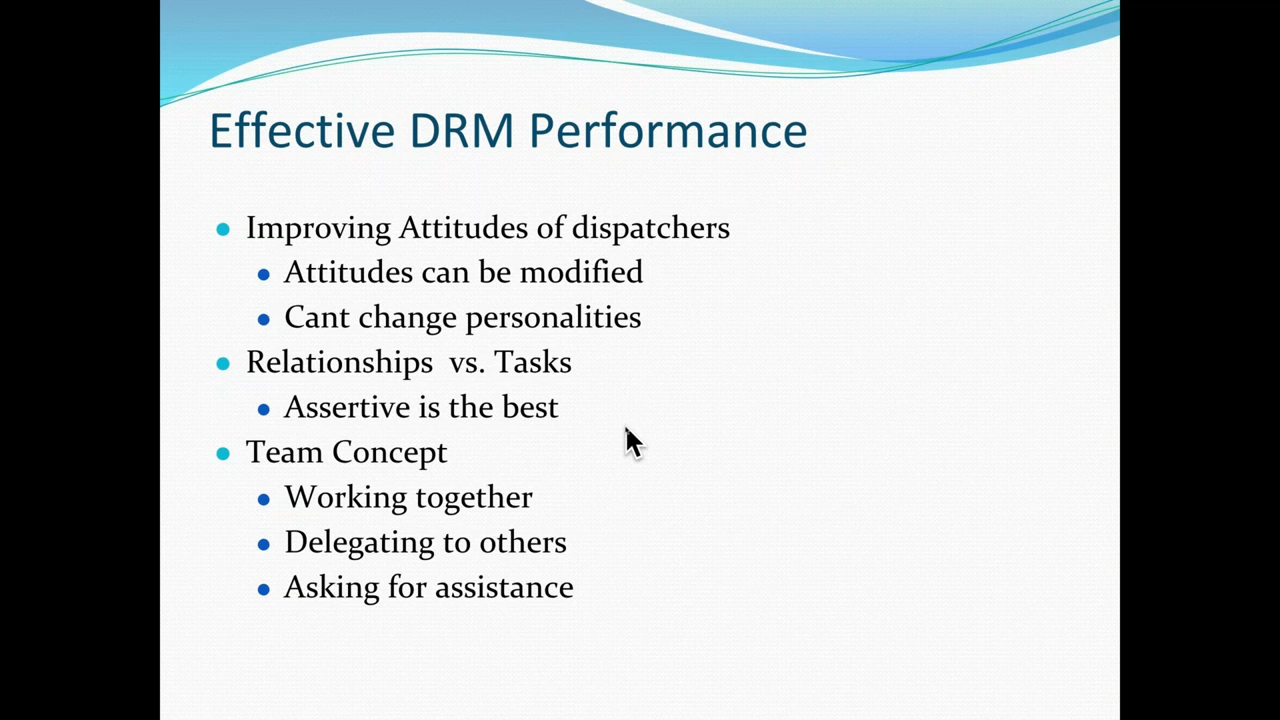 Effective DRM Performance
Improving Attitudes of dispatchers
Attitudes can be modified
Cant change personalities
Relationships  vs. Tasks
Assertive is the best
Team Concept
Working together
Delegating to others
Asking for assistance